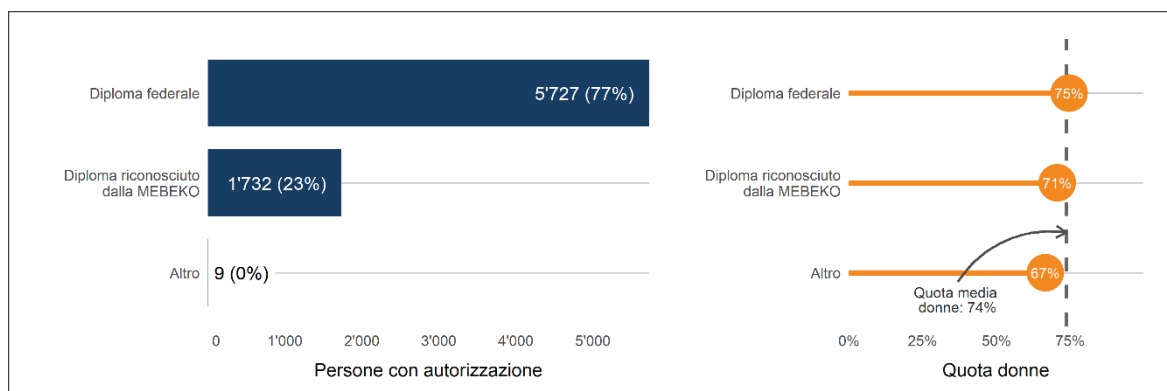 Diploma federale
5'727 (77%)
Diploma riconosciuto
dalla MEBEKO
1'732 (23%)
Altro
9 (0%)
0
1'000
2'000
3'000
4'000
5'000
Persone con autorizzazione
Diploma federale
75%
Diploma riconosciuto
dalla MEBEKO
71%
Altro
67%
Quota media
donne: 74%
0%
25%
50%
75%
Quota donne